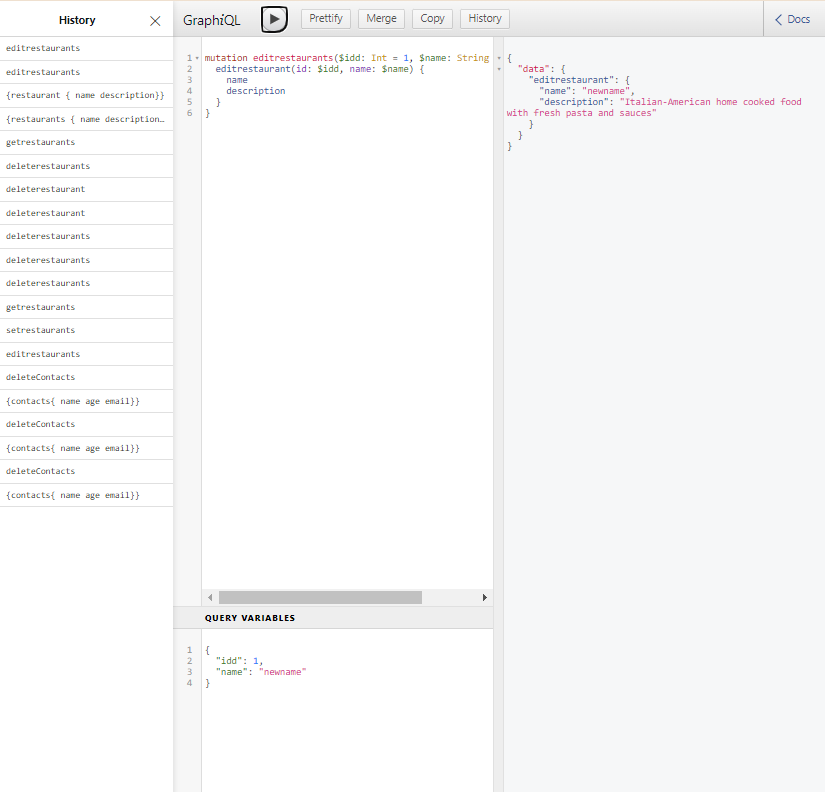 History
editrestaurants
editrestaurants
{restaurant { name description}}
{restaurants { name description…
getrestaurants
deleterestaurants
deleterestaurant
deleterestaurant
deleterestaurants
deleterestaurants
deleterestaurants
getrestaurants
setrestaurants
editrestaurants
deleteContacts
{contacts{ name age email}}
deleteContacts
{contacts{ name age email}}
deleteContacts
{contacts{ name age email}}
GraphiQL Prettify Merge Copy History Docs
1 mutation editrestaurants($idd: Int = 1, $name: String
2 editrestaurant(id: $idd, name: $name) {
3 name
4 description
5 }
6 }
QUERY VARIABLES
1 {
2 "idd": 1,
3 "name": "newname"
4 }
{
"data": {
"editrestaurant": {
"name": "newname",
"description": "Italian-American home cooked food
with fresh pasta and sauces"
}
}
}